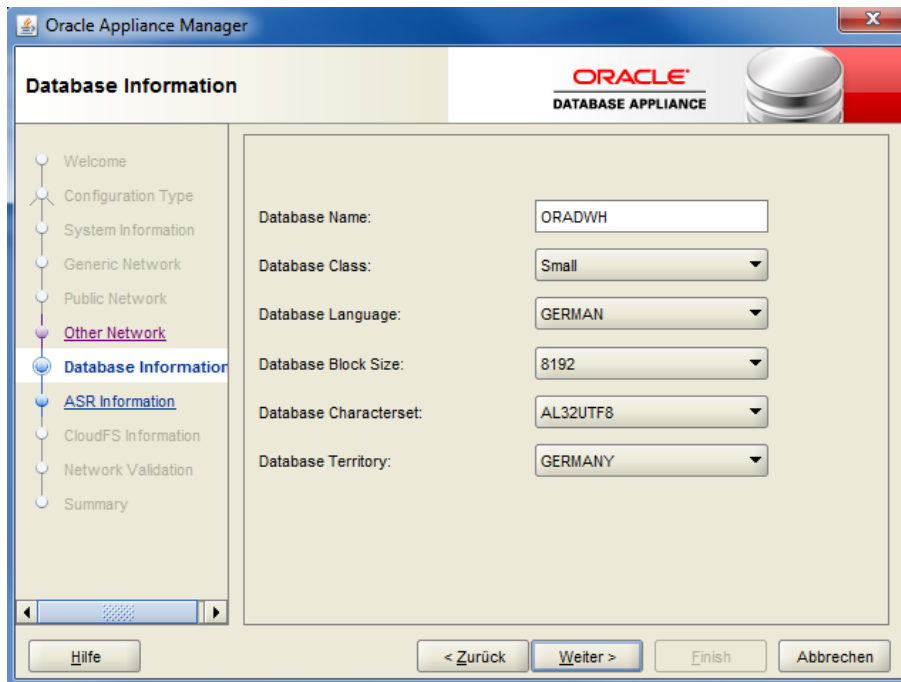 Oracle Appliance Manager
Database Information
ORACLE
DATABASE APPLIANCE
Welcome
Configuration Type
System Information
Generic Network
Public Network
Other Network
Database Information
ASR Information
CloudFS Information
Network Validation
Summary
Database Name: ORADWH
Database Class: Small
Database Language: GERMAN
Database Block Size: 8192
Database Characterset: AL32UTF8
Database Territory: GERMANY
Hilfe < Zurück Weiter > Finish Abbrechen